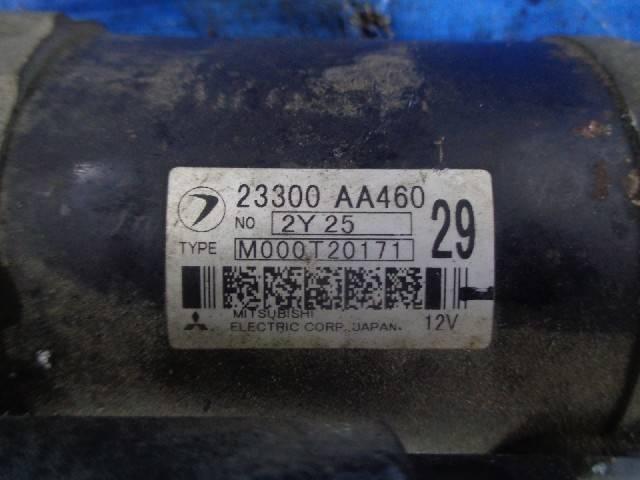 23300 AA460
NO 2Y 25
29
TYPE M000T20171
MITSUBISHI
ELECTRIC CORP., JAPAN. 12V